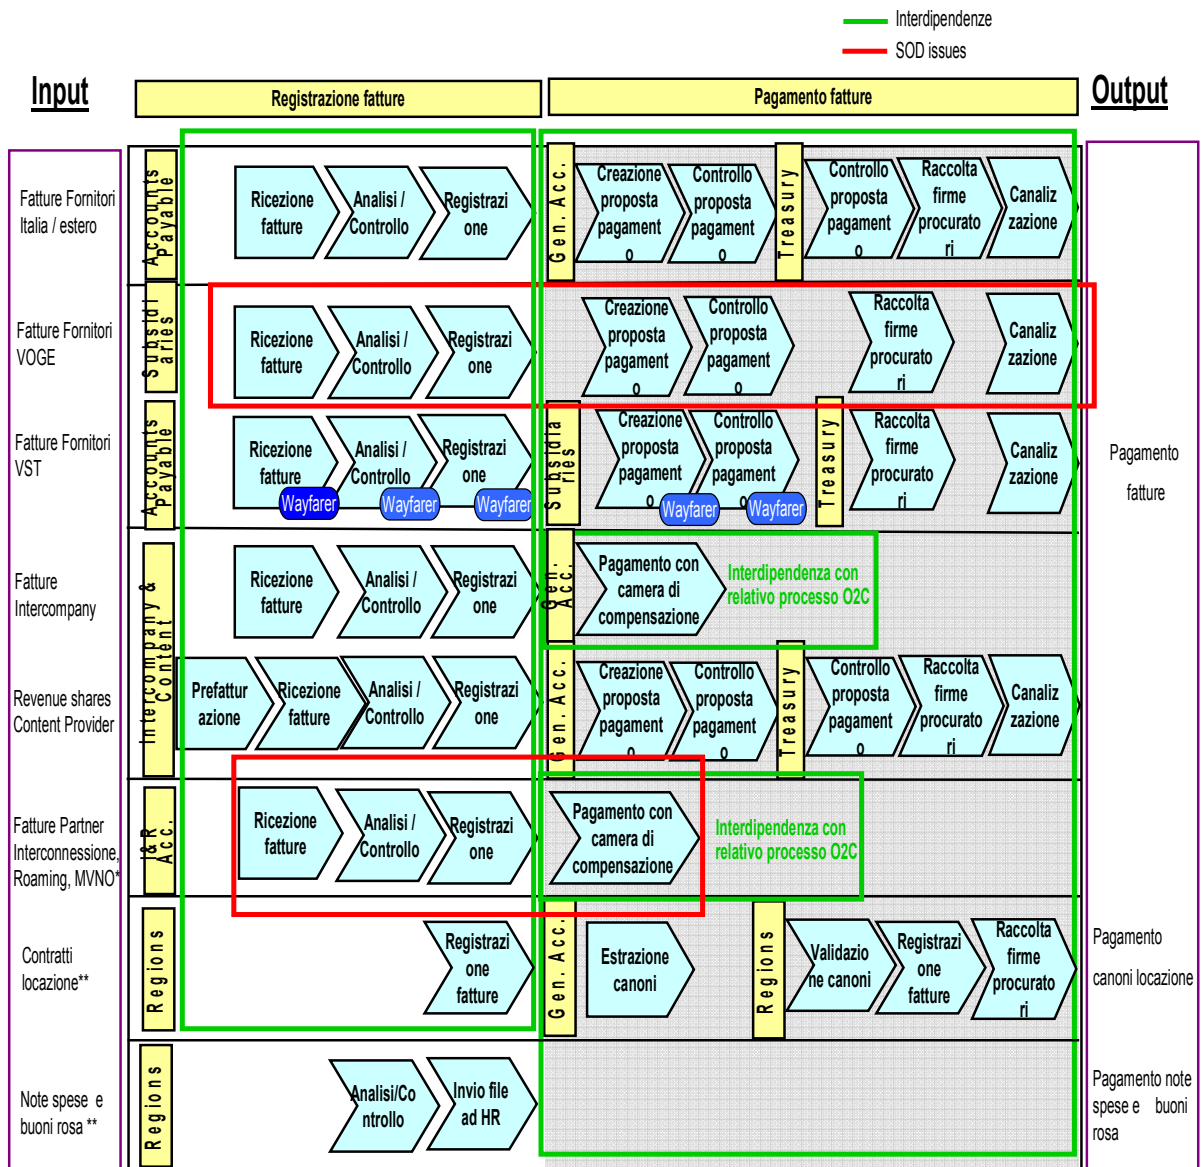 Interdipendenze
SOD issues
Input
Registrazione fatture
Pagamento fatture
Output
Fatture Fornitori
Italia / estero
Accounts
Payable
Ricezione
fatture
Analisi /
Controllo
Registrazi
one
Gen. Acc.
Creazione
proposta
pagament
o
Controllo
proposta
pagament
o
Treasury
Controllo
proposta
pagament
o
Raccolta
firme
procurato
ri
Canaliz
zazione
Fatture Fornitori
VOGE
Subsidi
aries
Ricezione
fatture
Analisi /
Controllo
Registrazi
one
Creazione
proposta
pagament
o
Controllo
proposta
pagament
o
Raccolta
firme
procurato
ri
Canaliz
zazione
Fatture Fornitori
VST
Accounts
Payable
Ricezione
fatture
Wayfarer
Analisi /
Controllo
Wayfarer
Registrazi
one
Wayfarer
Subsidia
ries
Creazione
proposta
pagament
o
Wayfarer
Controllo
proposta
pagament
o
Wayfarer
Treasury
Raccolta
firme
procurato
ri
Canaliz
zazione
Pagamento
fatture
Fatture
Intercompany
Intercompany &
Content
Ricezione
fatture
Analisi /
Controllo
Registrazi
one
Gen.
Acc.
Pagamento con
camera di
compensazione
Interdipendenza con
relativo processo O2C
Revenue shares
Content Provider
Prefattur
azione
Ricezione
fatture
Analisi /
Controllo
Registrazi
one
Gen. Acc.
Creazione
proposta
pagament
o
Controllo
proposta
pagament
o
Treasury
Controllo
proposta
pagament
o
Raccolta
firme
procurato
ri
Canaliz
zazione
Fatture Partner
Interconnessione,
Roaming, MVNO*
I&R
Acc.
Ricezione
fatture
Analisi /
Controllo
Registrazi
one
Pagamento con
camera di
compensazione
Interdipendenza con
relativo processo O2C
Contratti
locazione**
Regions
Registrazi
one
fatture
Gen. Acc.
Estrazione
canoni
Regions
Validazio
ne canoni
Registrazi
one
fatture
Raccolta
firme
procurato
ri
Pagamento
canoni locazione
Note spese e
buoni rosa **
Regions
Analisi/Co
ntrollo
Invio file
ad HR
Pagamento note
spese e buoni
rosa